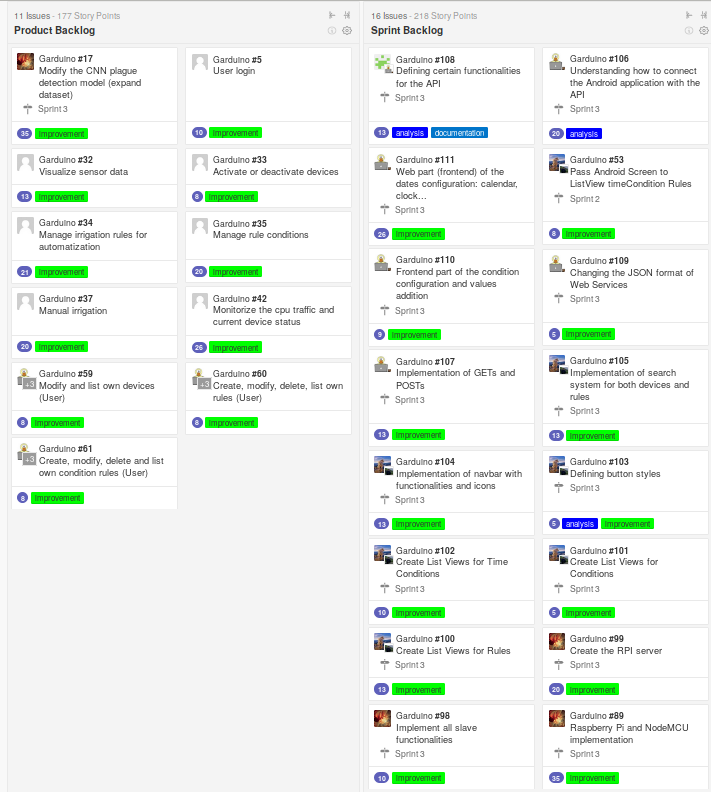 11 Issues · 177 Story Points
Product Backlog
Garduino #17
Modify the CNN plague
detection model (expand
dataset)
Sprint 3
35 improvement
Garduino #5
User login
10 improvement
Garduino #32
Visualize sensor data
13 improvement
Garduino #33
Activate or deactivate devices
improvement
Garduino #34
Manage irrigation rules for
automatization
21 improvement
Garduino #35
Manage rule conditions
20 improvement
Garduino #37
Manual irrigation
20 improvement
Garduino #42
Monitorize the cpu traffic and
current device status
26 improvement
+3
Garduino #59
Modify and list own devices
(User)
8 improvement
+3
Garduino #60
Create, modify, delete, list own
rules (User)
8 improvement
+3
Garduino #61
Create, modify, delete and list
own condition rules (User)
improvement
16 Issues · 218 Story Points
Sprint Backlog
Garduino #108
Defining certain functionalities
for the API
Sprint 3
13 analysis documentation
Garduino #106
Understanding how to connect
the Android application with the
API
Sprint 3
20 analysis
Garduino #111
Web part (frontend) of the
dates configuration: calendar,
clock...
Sprint 3
26 improvement
Garduino #53
Pass Android Screen to
ListView timeCondition Rules
Sprint 2
8 improvement
Garduino #110
Frontend part of the condition
configuration and values
addition
Sprint 3
9 improvement
Garduino #109
Changing the JSON format of
Web Services
Sprint 3
5 improvement
Garduino #107
Implementation of GETs and
POSTs
Sprint 3
13 improvement
Garduino #105
Implementation of search
system for both devices and
rules
Sprint 3
13 improvement
Garduino #104
Implementation of navbar with
functionalities and icons
Sprint 3
13 improvement
Garduino #103
Defining button styles
Sprint 3
5 analysis improvement
Garduino #102
Create List Views for Time
Conditions
Sprint 3
10 improvement
Garduino #101
Create List Views for
Conditions
Sprint 3
5 improvement
Garduino #100
Create List Views for Rules
Sprint 3
13 improvement
Garduino #99
Create the RPI server
Sprint 3
20 improvement
Garduino #98
Implement all slave
functionalities
Sprint 3
10 improvement
Garduino #89
Raspberry Pi and NodeMCU
implementation
Sprint 3
35 improvement